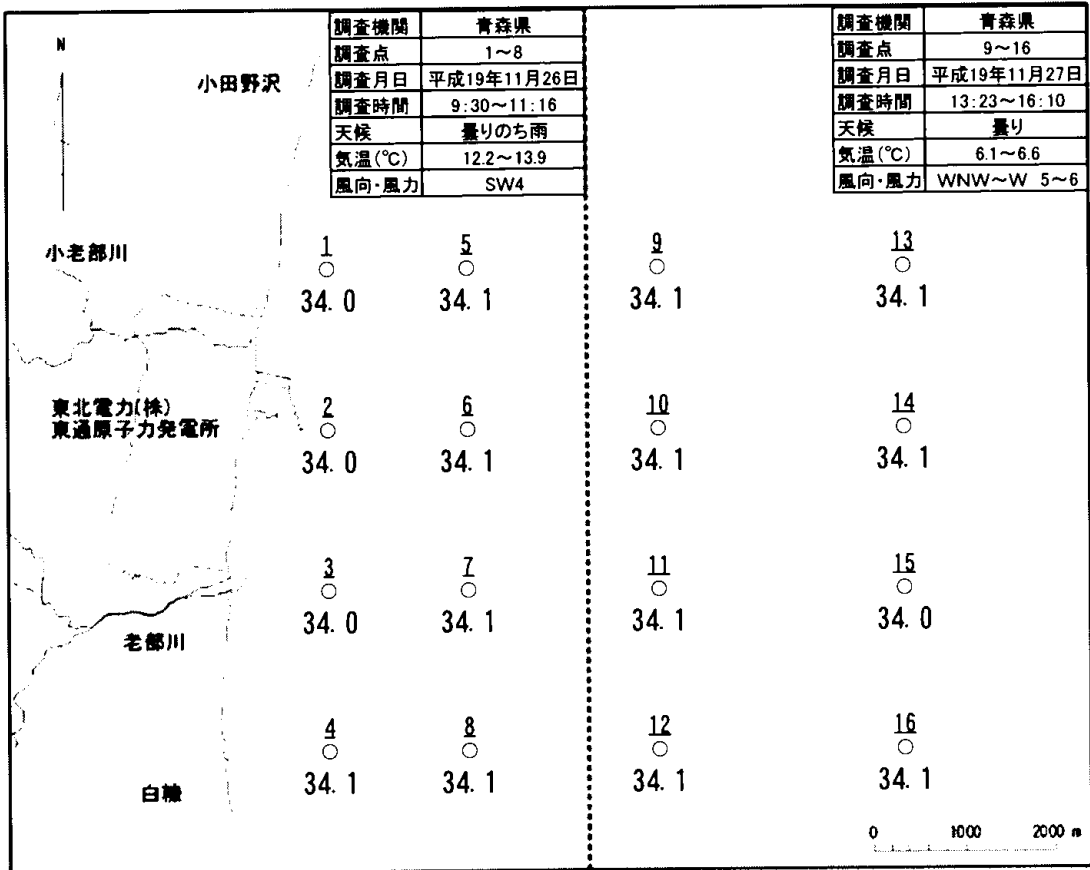 N
小田野沢
調査機関 青森県
調査点 1~8
調査月日 平成19年11月26日
調査時間 9:30~11:16
天候 曇りのち雨
気温(℃) 12.2~13.9
風向・風力 SW4
調査機関 青森県
調査点 9~16
調査月日 平成19年11月27日
調査時間 13:23~16:10
天候 曇り
気温(℃) 6.1~6.6
風向・風力 WNW~W 5~6
小老部川
1 5 9 13
34.0 34.1 34.1 34.1
東北電力(株)
東通原子力発電所
2 6 10 14
34.0 34.1 34.1 34.1
3 7 11 15
34.0 34.1 34.1 34.0
老部川
4 8 12 16
34.1 34.1 34.1 34.1
白糠
0 1000 2000 m